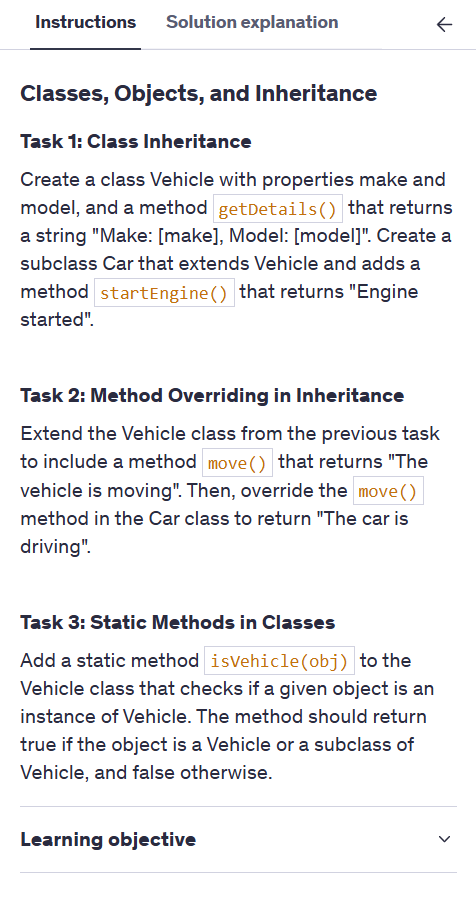 Instructions Solution explanation
Classes, Objects, and Inheritance
Task 1: Class Inheritance
Create a class Vehicle with properties make and
model, and a method getDetails() that returns
a string "Make: [make], Model: [model]". Create a
subclass Car that extends Vehicle and adds a
method startEngine() that returns "Engine
started".
Task 2: Method Overriding in Inheritance
Extend the Vehicle class from the previous task
to include a method move() that returns "The
vehicle is moving". Then, override the move()
method in the Car class to return "The car is
driving".
Task 3: Static Methods in Classes
Add a static method isVehicle(obj) to the
Vehicle class that checks if a given object is an
instance of Vehicle. The method should return
true if the object is a Vehicle or a subclass of
Vehicle, and false otherwise.
Learning objective